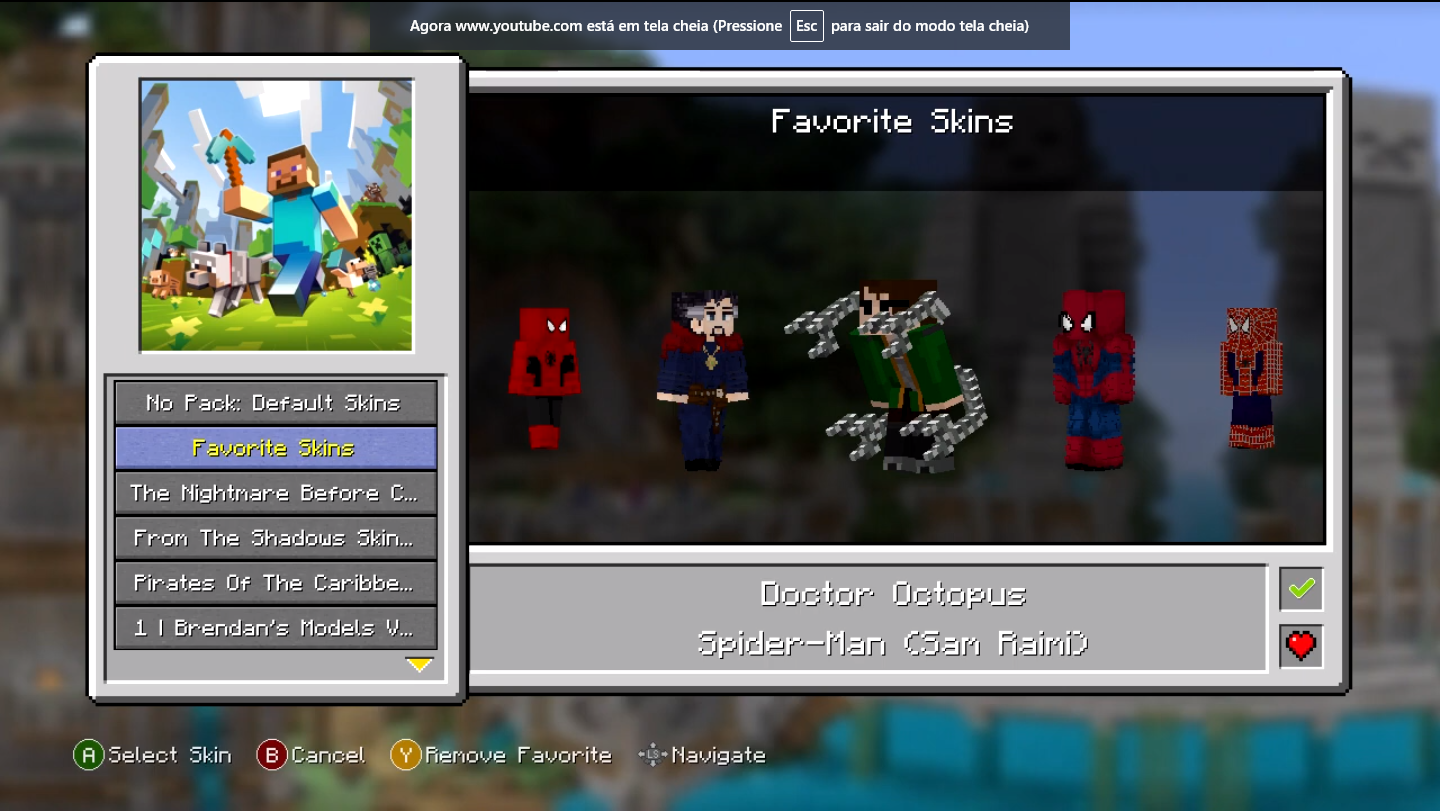 Agora www.youtube.com está em tela cheia (Pressione Esc para sair do modo tela cheia)
Favorite Skins
No Pack: Default Skins
Favorite Skins
The Nightmare Before C...
From The Shadows Skin...
Pirates Of The Caribbe...
1 | Brendan's Models V...
Doctor Octopus
Spider-Man (Sam Raimi)
A Select Skin B Cancel Y Remove Favorite LS Navigate